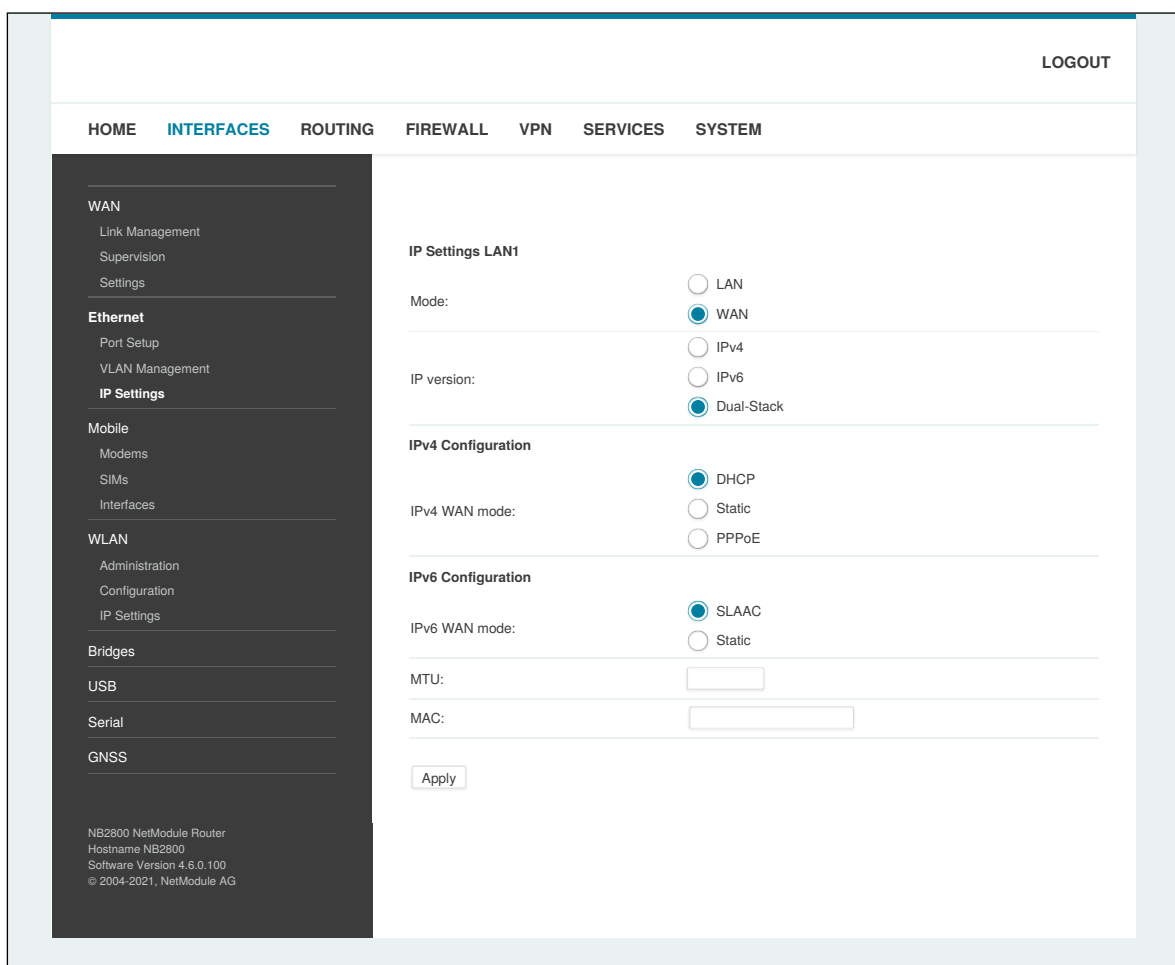 LOGOUT
HOME INTERFACES ROUTING FIREWALL VPN SERVICES SYSTEM
WAN
Link Management
Supervision
Settings
Ethernet
Port Setup
VLAN Management
IP Settings
Mobile
Modems
SIMs
Interfaces
WLAN
Administration
Configuration
IP Settings
Bridges
USB
Serial
GNSS
NB2800 NetModule Router
Hostname NB2800
Software Version 4.6.0.100
© 2004-2021, NetModule AG
IP Settings LAN1
Mode:
LAN
WAN
IP version:
IPv4
IPv6
Dual-Stack
IPv4 Configuration
IPv4 WAN mode:
DHCP
Static
PPPoE
IPv6 Configuration
IPv6 WAN mode:
SLAAC
Static
MTU:
MAC:
Apply